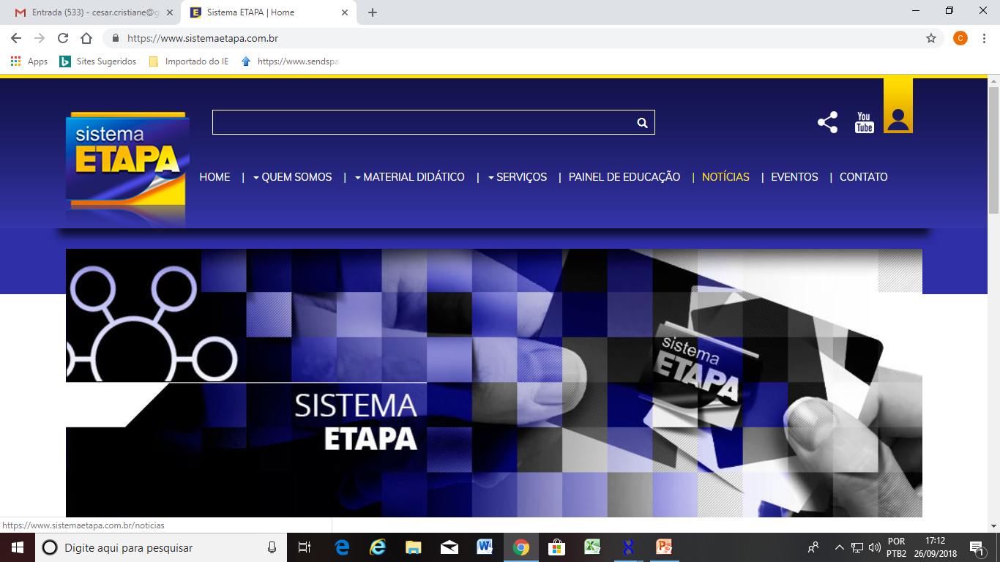 Entrada (533) - cesar.cristiane@g
Sistema ETAPA | Home
https://www.sistemaetapa.com.br
C
Apps
Sites Sugeridos
Importado do IE
https://www.sendspa
sistema
ETAPA
You
Tube
HOME | QUEM SOMOS | MATERIAL DIDÁTICO | SERVIÇOS | PAINEL DE EDUCAÇÃO | NOTÍCIAS | EVENTOS | CONTATO
sistema
ETAPA
SISTEMA
ETAPA
https://www.sistemaetapa.com.br/noticias
Digite aqui para pesquisar
POR
PTB2
17:12
26/09/2018
1